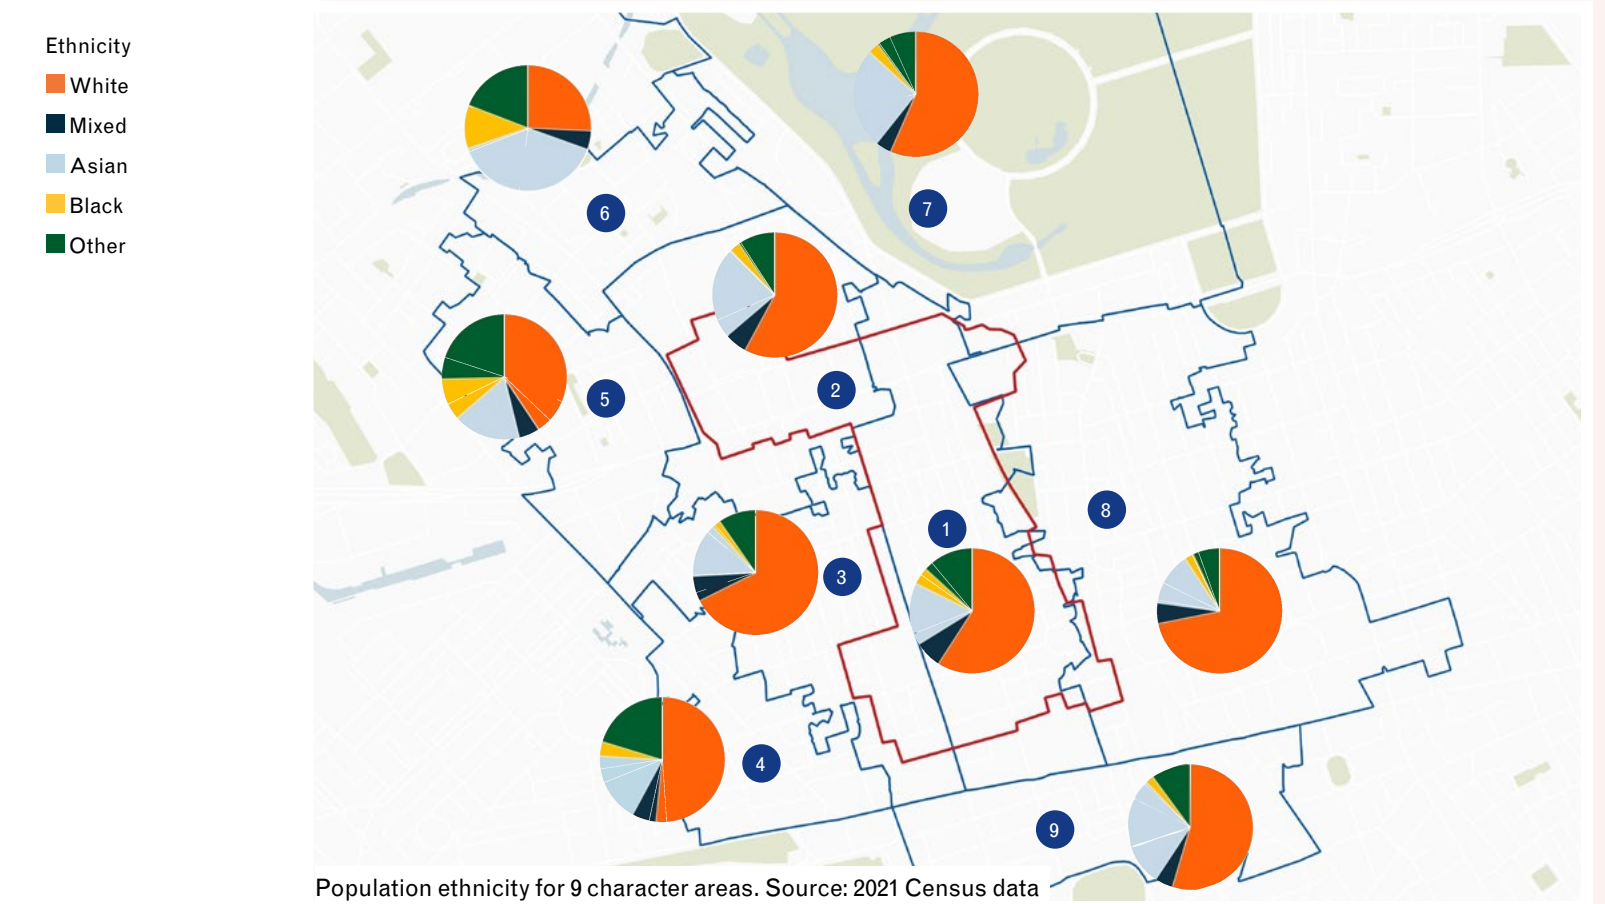 Ethnicity
White
Mixed
Asian
Black
Other
6
7
2
5
1
8
3
4
9
Population ethnicity for 9 character areas. Source: 2021 Census data